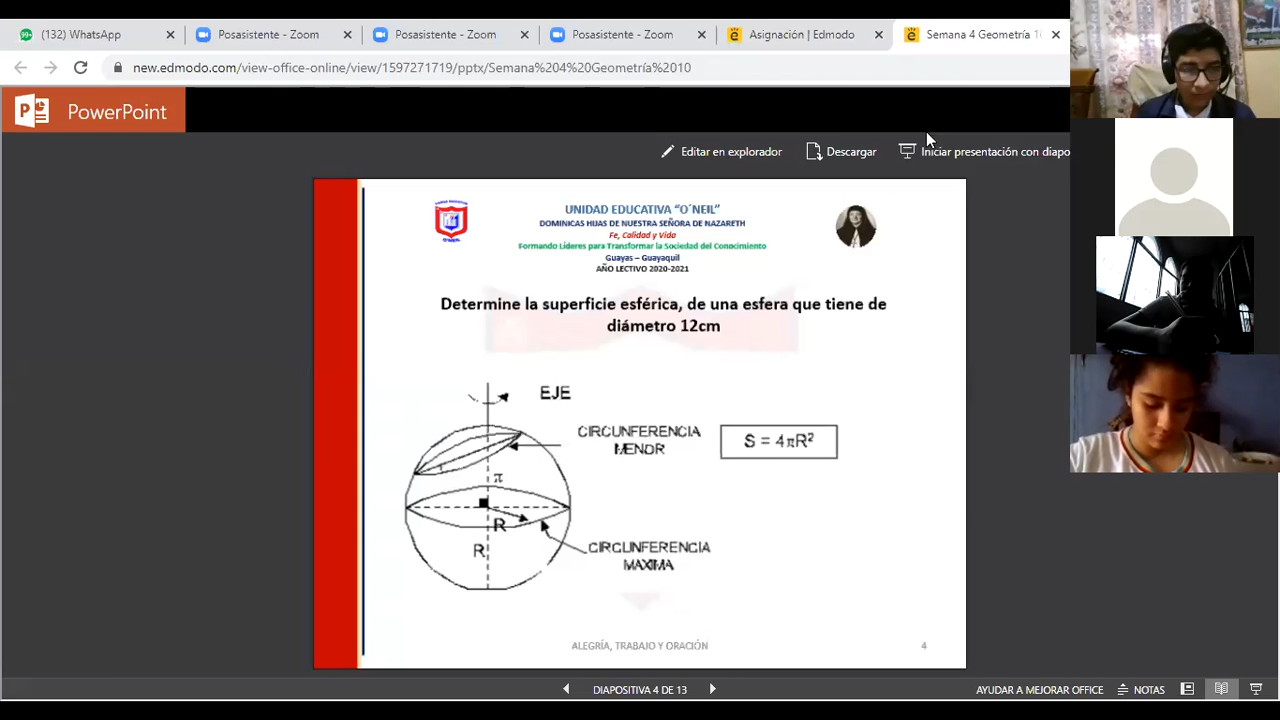 (132) WhatsApp
Posasistente - Zoom
Posasistente - Zoom
Posasistente - Zoom
Asignación | Edmodo
Semana 4 Geometría 10
new.edmodo.com/view-office-online/view/1597271719/pptx/Semana%204%20Geometría%2010
PowerPoint
Editar en explorador
Descargar
Iniciar presentación con diapo
UNIDAD EDUCATIVA “O´NEIL”
DOMINICAS HIJAS DE NUESTRA SEÑORA DE NAZARETH
Fe, Calidad y Vida
Formando Líderes para Transformar la Sociedad del Conocimiento
Guayas – Guayaquil
AÑO LECTIVO 2020-2021
Determine la superficie esférica, de una esfera que tiene de
diámetro 12cm
EJE
CIRCUNFERENCIA
MENOR
S = 4πR²
π
R
R
CIRCUNFERENCIA
MAXIMA
ALEGRÍA, TRABAJO Y ORACIÓN
4
DIAPOSITIVA 4 DE 13
AYUDAR A MEJORAR OFFICE
NOTAS